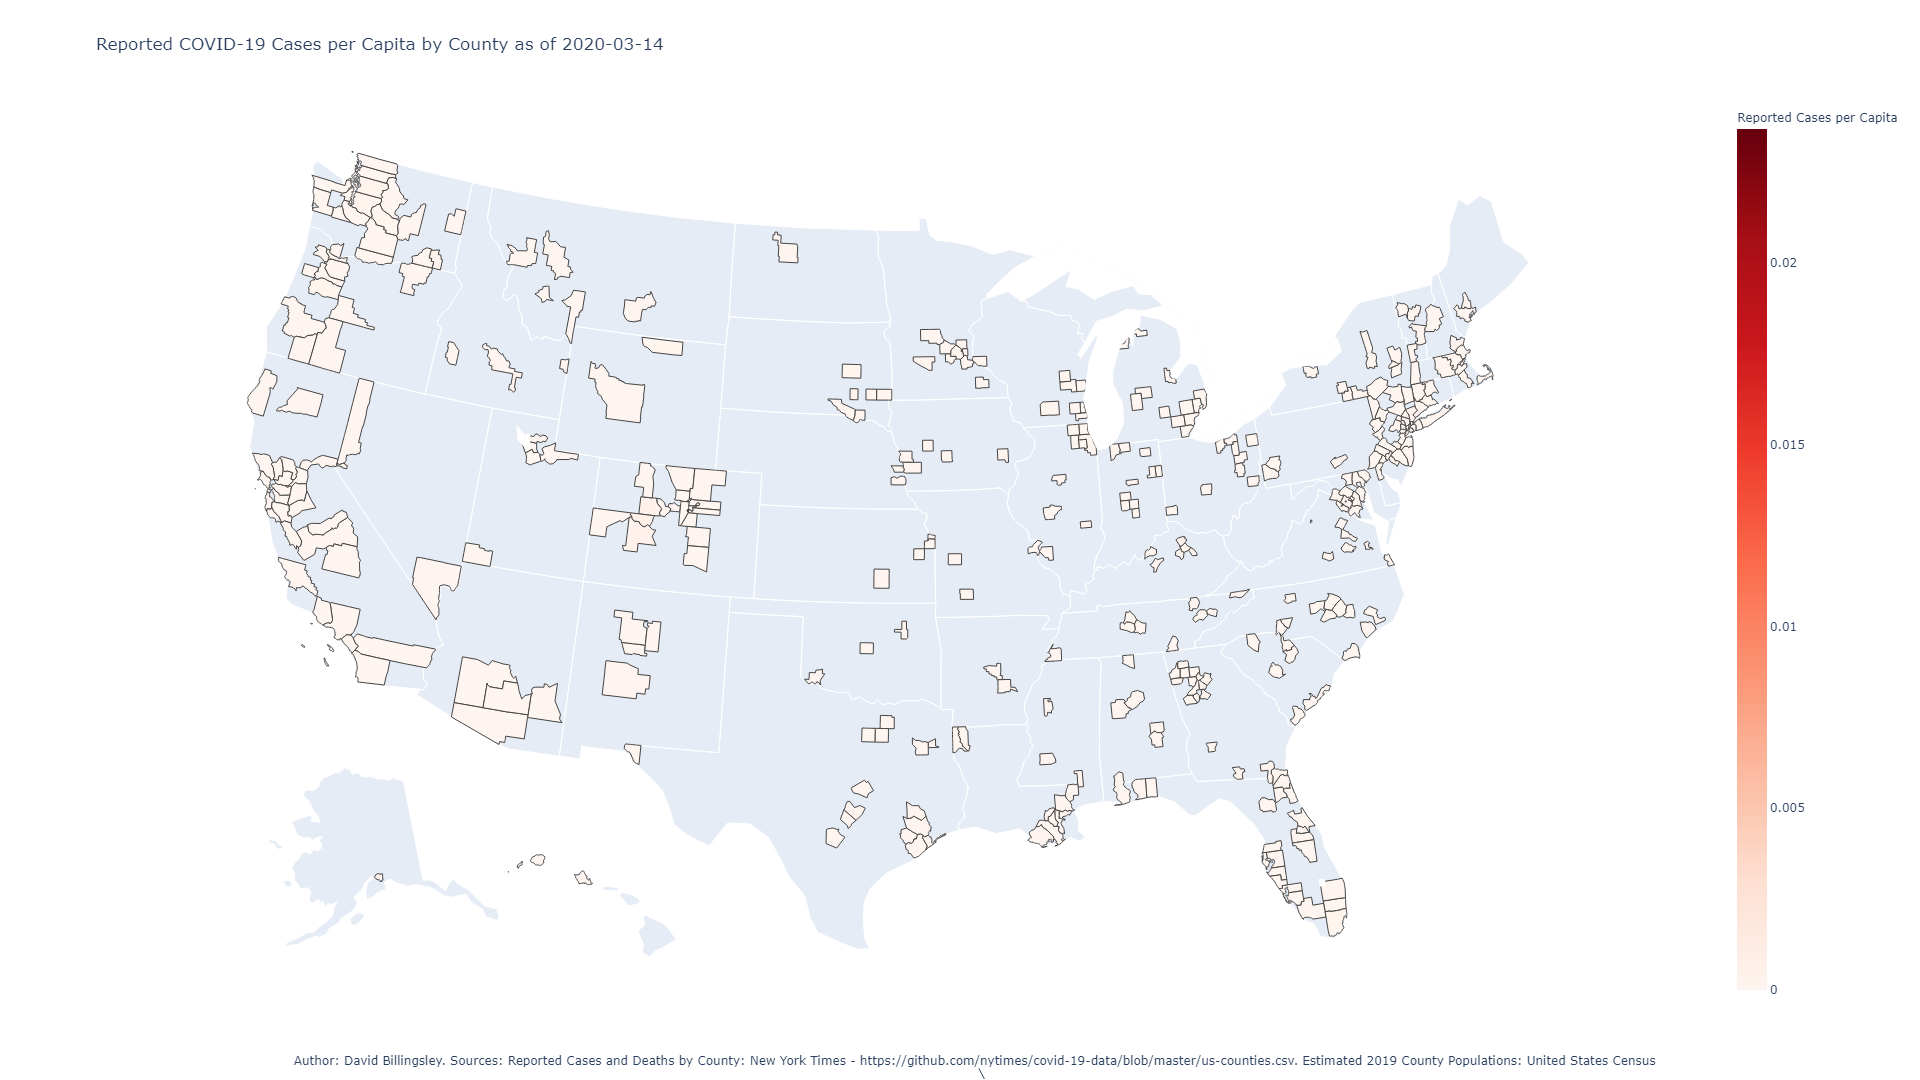 Reported COVID-19 Cases per Capita by County as of 2020-03-14
Reported Cases per Capita
0.02
0.015
0.01
0.005
0
Author: David Billingsley. Sources: Reported Cases and Deaths by County: New York Times - https://github.com/nytimes/covid-19-data/blob/master/us-counties.csv. Estimated 2019 County Populations: United States Census
\